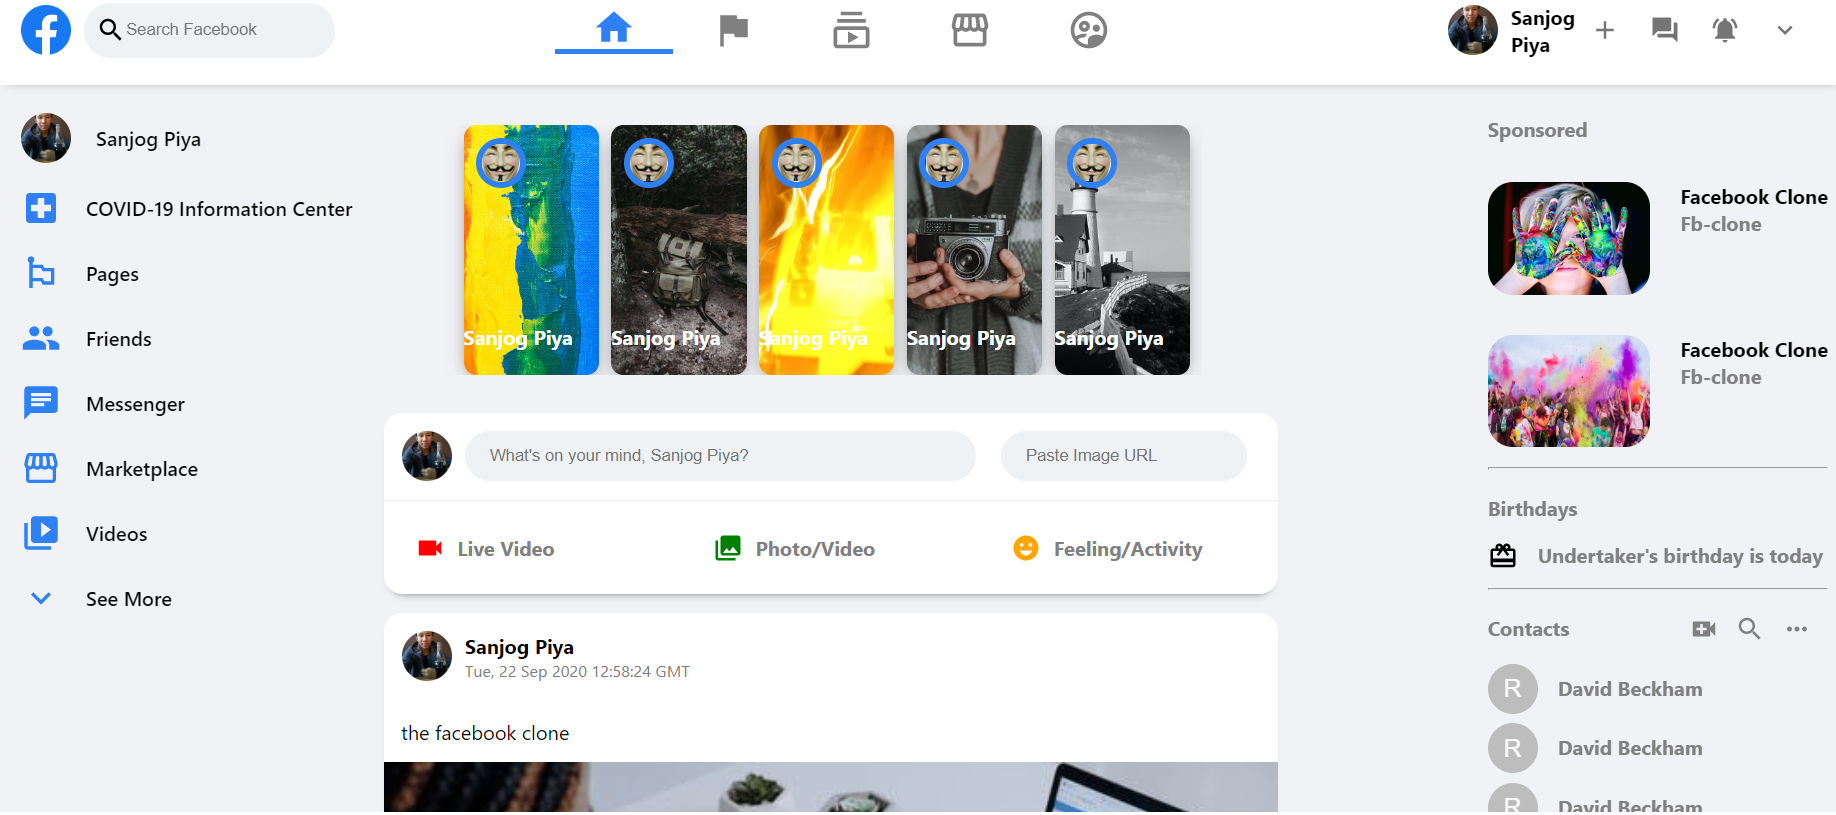 Search Facebook
Sanjog
Piya
Sanjog Piya
COVID-19 Information Center
Pages
Friends
Messenger
Marketplace
Videos
See More
Sanjog Piya
Sanjog Piya
Sanjog Piya
Sanjog Piya
Sanjog Piya
What's on your mind, Sanjog Piya?
Paste Image URL
Live Video
Photo/Video
Feeling/Activity
Sanjog Piya
Tue, 22 Sep 2020 12:58:24 GMT
the facebook clone
Sponsored
Facebook Clone
Fb-clone
Facebook Clone
Fb-clone
Birthdays
Undertaker's birthday is today
Contacts
R
David Beckham
R
David Beckham
R
David Beckham